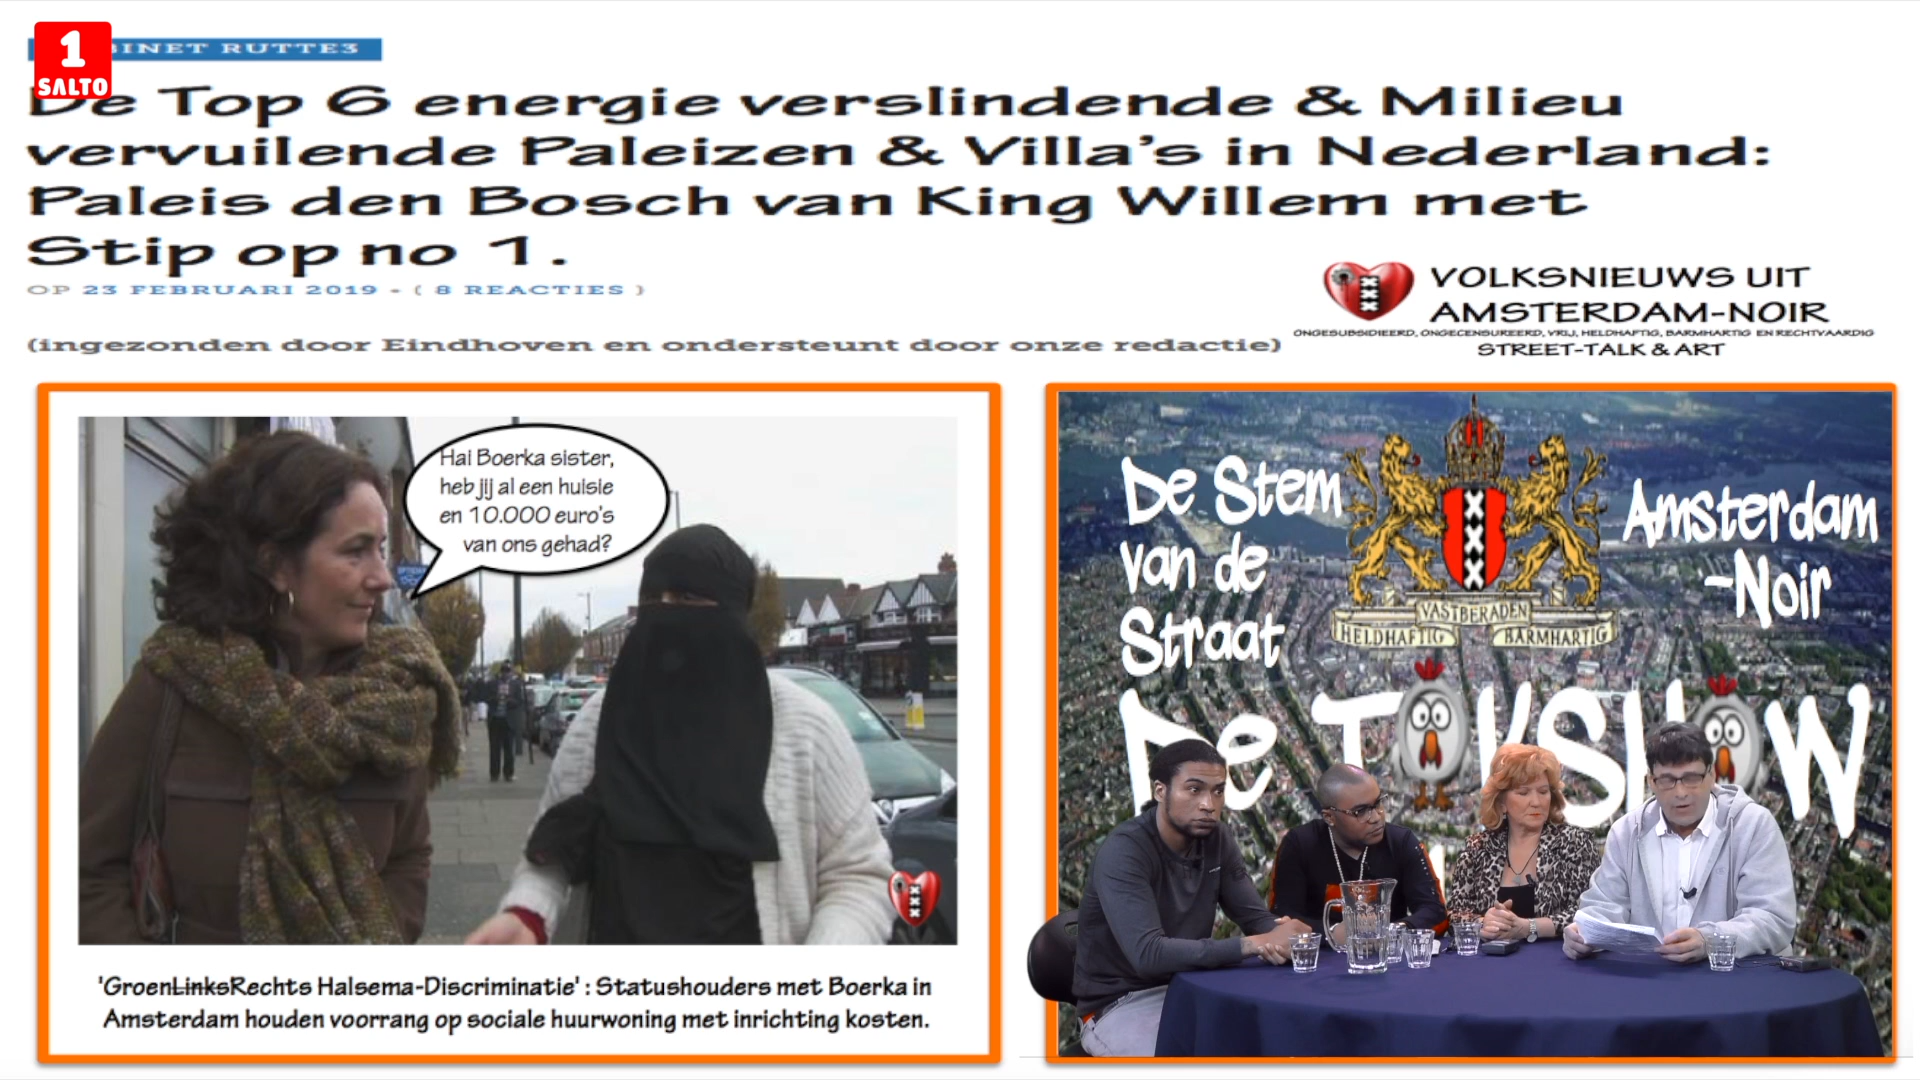 1
SALTO
BINET RUTTE3
De Top 6 energie verslindende & Milieu
vervuilende Paleizen & Villa's in Nederland:
Paleis den Bosch van King Willem met
Stip op no 1.
OP 23 FEBRUARI 2019 • ( 8 REACTIES )
(ingezonden door Eindhoven en ondersteunt door onze redactie)
VOLKSNIEUWS UIT
AMSTERDAM-NOIR
ONGESUBSIDIEERD, ONGECENSUREERD, VRIJ, HELDHAFTIG, BARMHARTIG EN RECHTVAARDIG
STREET-TALK & ART
Hai Boerka sister,
heb jij al een huisie
en 10.000 euro's
van ons gehad?
'GroenLinksRechts Halsema-Discriminatie' : Statushouders met Boerka in
Amsterdam houden voorrang op sociale huurwoning met inrichting kosten.
De Stem
van de
Straat
Amsterdam
-Noir
VASTBERADEN
HELDHAFTIG
BARMHARTIG
De TOKSHOW